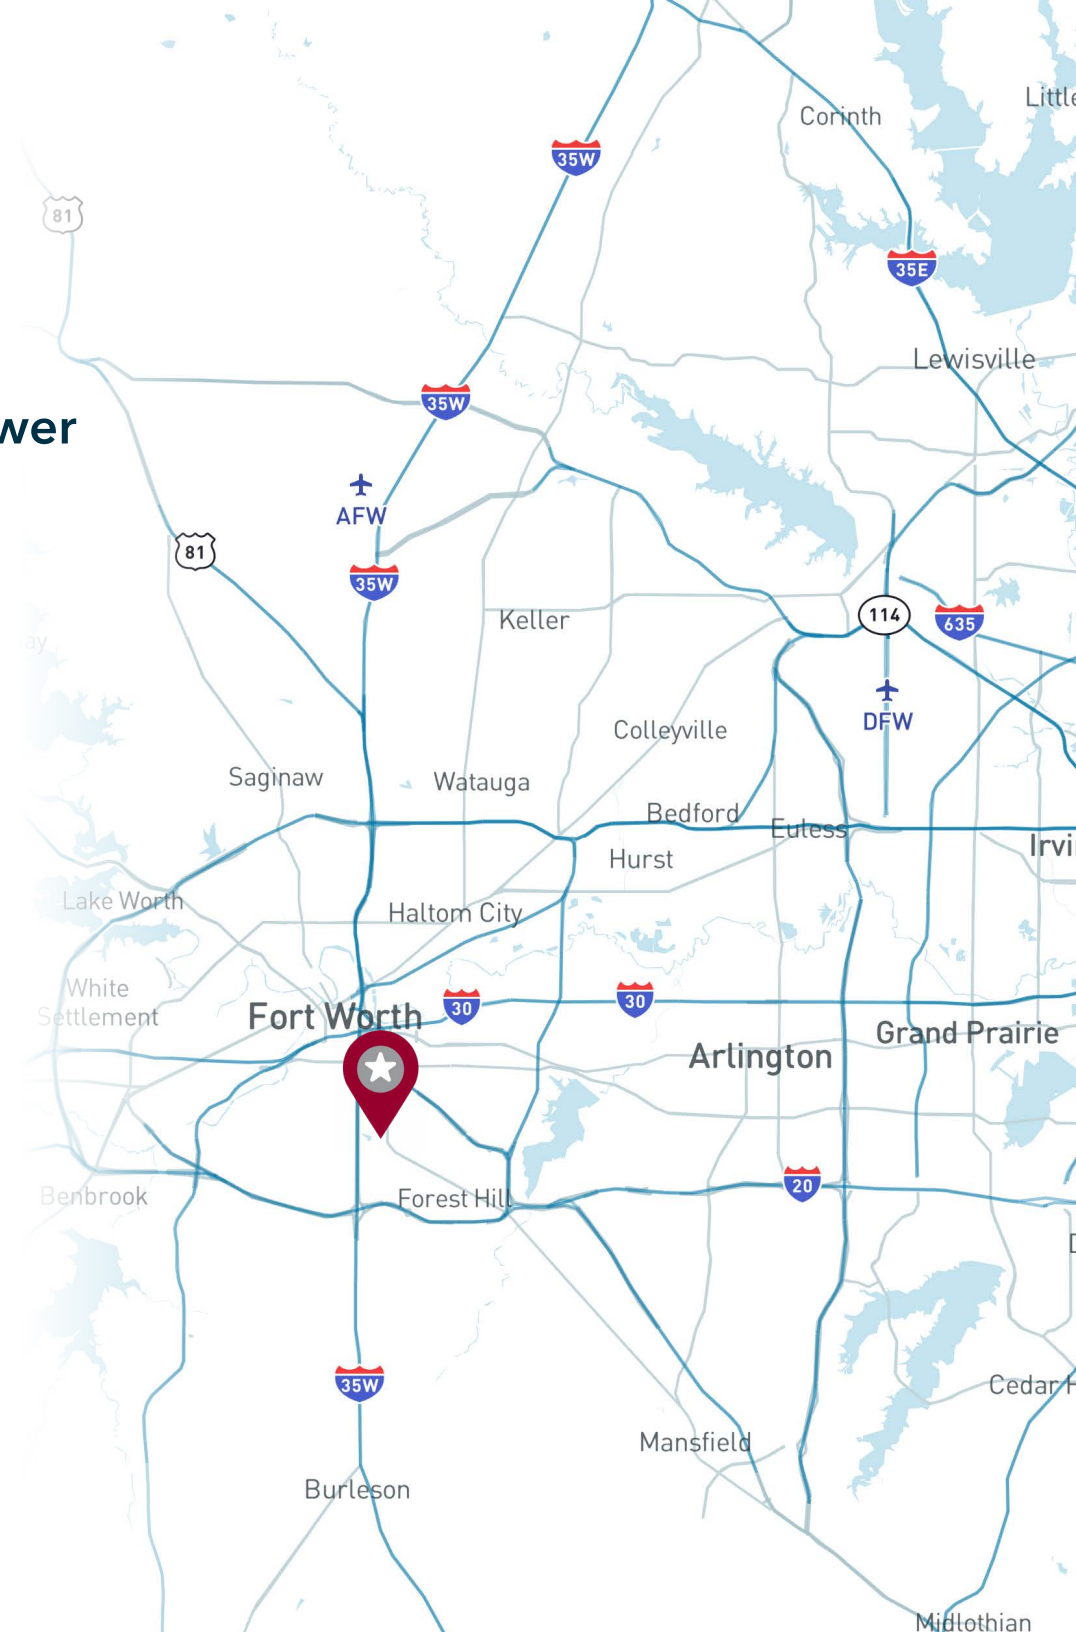 Little
Corinth
35W
81
35E
Lewisville
35W
wer
AFW
81
35W
114
635
Keller
ay
DFW
Colleyville
Saginaw
Watauga
Bedford
Euless
Irvi
Hurst
Lake Worth
Haltom City
White
Settlement
30
30
Fort Worth
Grand Prairie
Arlington
20
Benbrook
Forest Hill
D
35W
Cedar H
Mansfield
Burleson
Midlothian